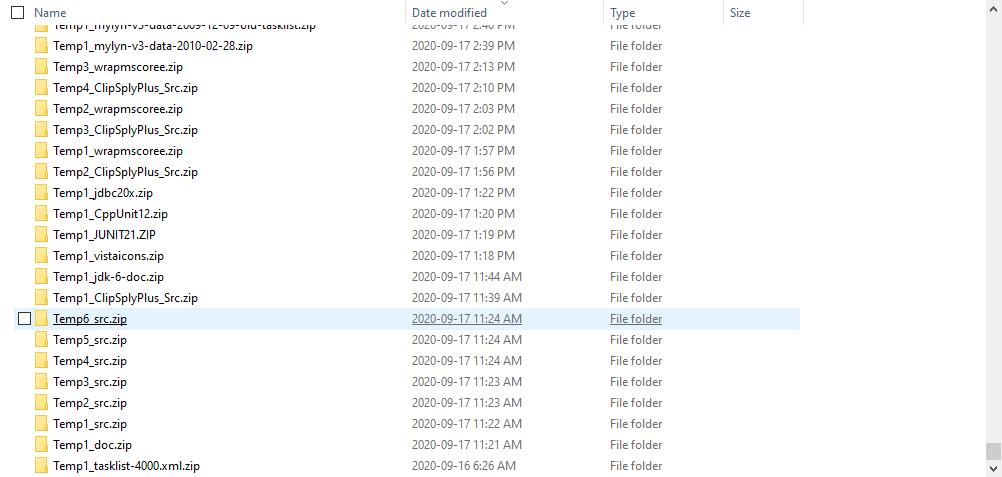 Name Date modified Type Size
Temp1_mylyn-v3-data-2009-12-09-old-tasklist.zip 2020-09-17 2:40 PM File folder
Temp1_mylyn-v3-data-2010-02-28.zip 2020-09-17 2:39 PM File folder
Temp3_wrapmscoree.zip 2020-09-17 2:13 PM File folder
Temp4_ClipSplyPlus_Src.zip 2020-09-17 2:10 PM File folder
Temp2_wrapmscoree.zip 2020-09-17 2:03 PM File folder
Temp3_ClipSplyPlus_Src.zip 2020-09-17 2:02 PM File folder
Temp1_wrapmscoree.zip 2020-09-17 1:57 PM File folder
Temp2_ClipSplyPlus_Src.zip 2020-09-17 1:56 PM File folder
Temp1_jdbc20x.zip 2020-09-17 1:22 PM File folder
Temp1_CppUnit12.zip 2020-09-17 1:20 PM File folder
Temp1_JUNIT21.ZIP 2020-09-17 1:19 PM File folder
Temp1_vistaicons.zip 2020-09-17 1:18 PM File folder
Temp1_jdk-6-doc.zip 2020-09-17 11:44 AM File folder
Temp1_ClipSplyPlus_Src.zip 2020-09-17 11:39 AM File folder
Temp6_src.zip 2020-09-17 11:24 AM File folder
Temp5_src.zip 2020-09-17 11:24 AM File folder
Temp4_src.zip 2020-09-17 11:24 AM File folder
Temp3_src.zip 2020-09-17 11:23 AM File folder
Temp2_src.zip 2020-09-17 11:23 AM File folder
Temp1_src.zip 2020-09-17 11:22 AM File folder
Temp1_doc.zip 2020-09-17 11:21 AM File folder
Temp1_tasklist-4000.xml.zip 2020-09-16 6:26 AM File folder